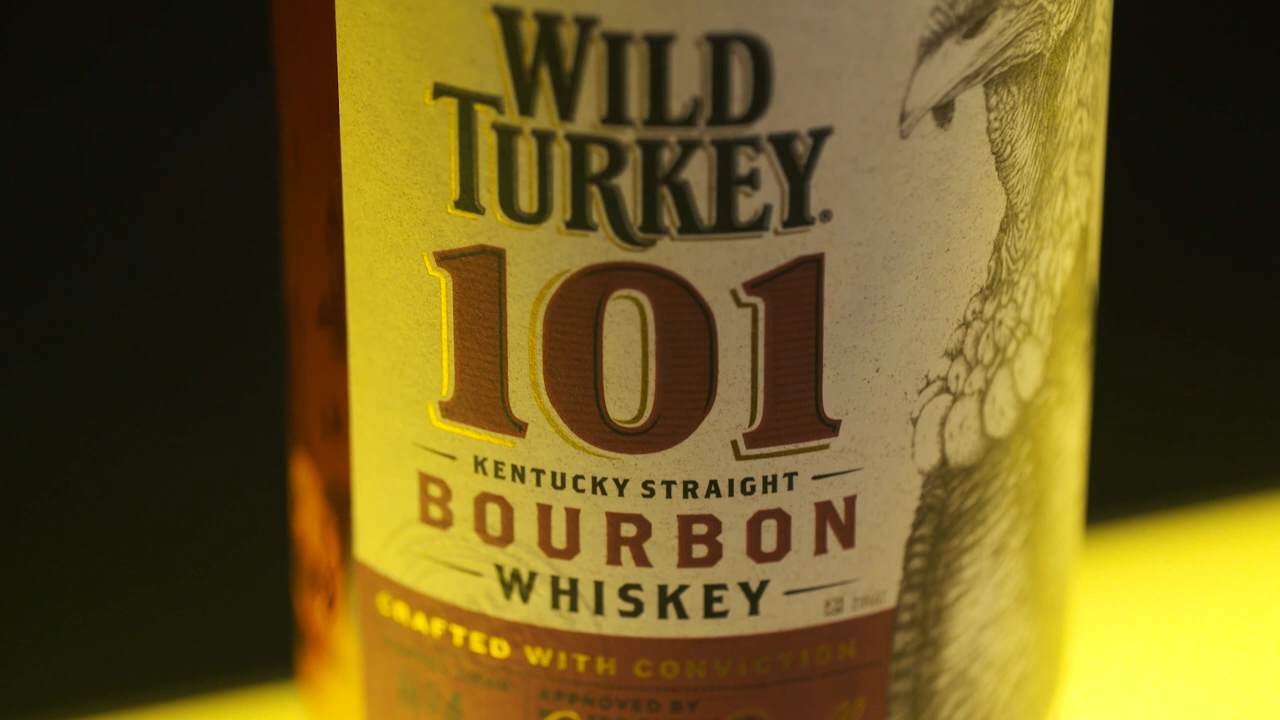 WILD
TURKEY®
101
KENTUCKY STRAIGHT
BOURBON
WHISKEY
CRAFTED WITH CONVICTION
APPROVED BY